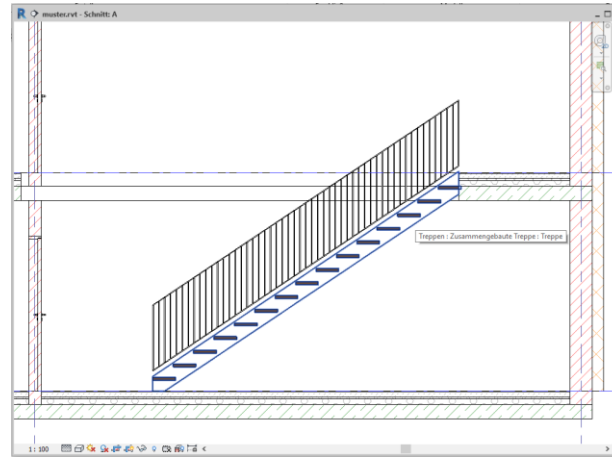 R muster.rvt - Schnitt: A
Treppen : Zusammengebaute Treppe : Treppe
1 : 100